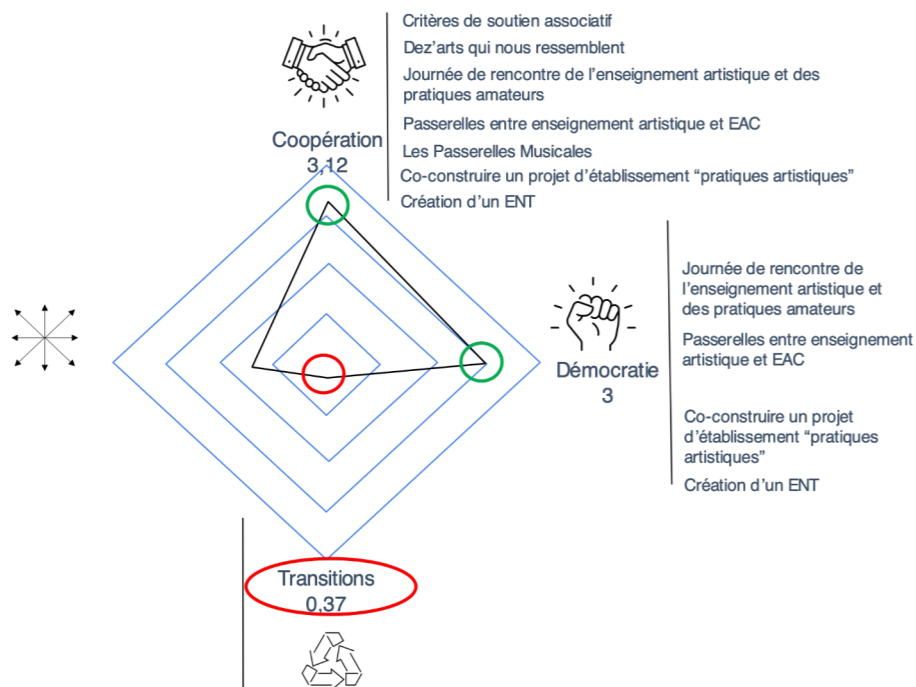 Critères de soutien associatif
Dez’arts qui nous ressemblent
Journée de rencontre de l’enseignement artistique et des
pratiques amateurs
Passerelles entre enseignement artistique et EAC
Les Passerelles Musicales
Co-construire un projet d’établissement “pratiques artistiques”
Création d’un ENT
Coopération
3,12
Journée de rencontre de
l’enseignement artistique et
des pratiques amateurs
Passerelles entre enseignement
artistique et EAC
Co-construire un projet
d’établissement “pratiques
artistiques”
Création d’un ENT
Démocratie
3
Transitions
0,37